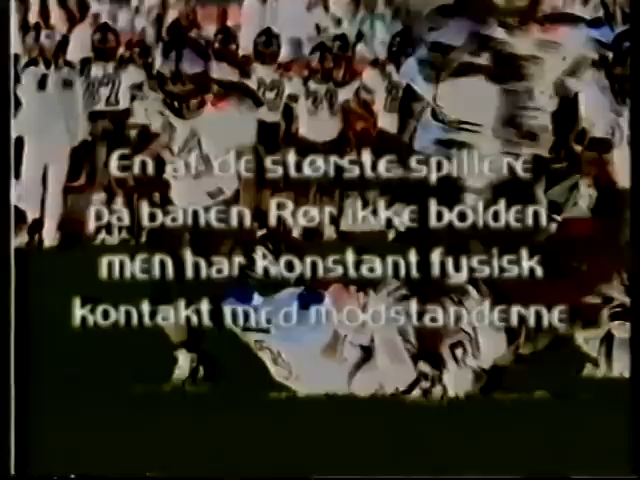 En af de største spillere
på banen. Rør ikke bolden,
men har konstant fysisk
kontakt med modstanderne